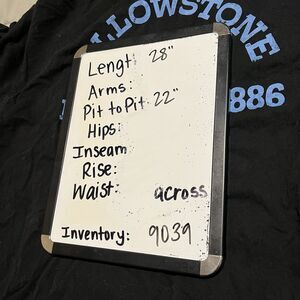 LLOWSTONE
Lengt: 28"
Arms:
Pit to Pit 22"
886
Hips:
Inseam
Rise:
Waist: across
Inventory: 9039